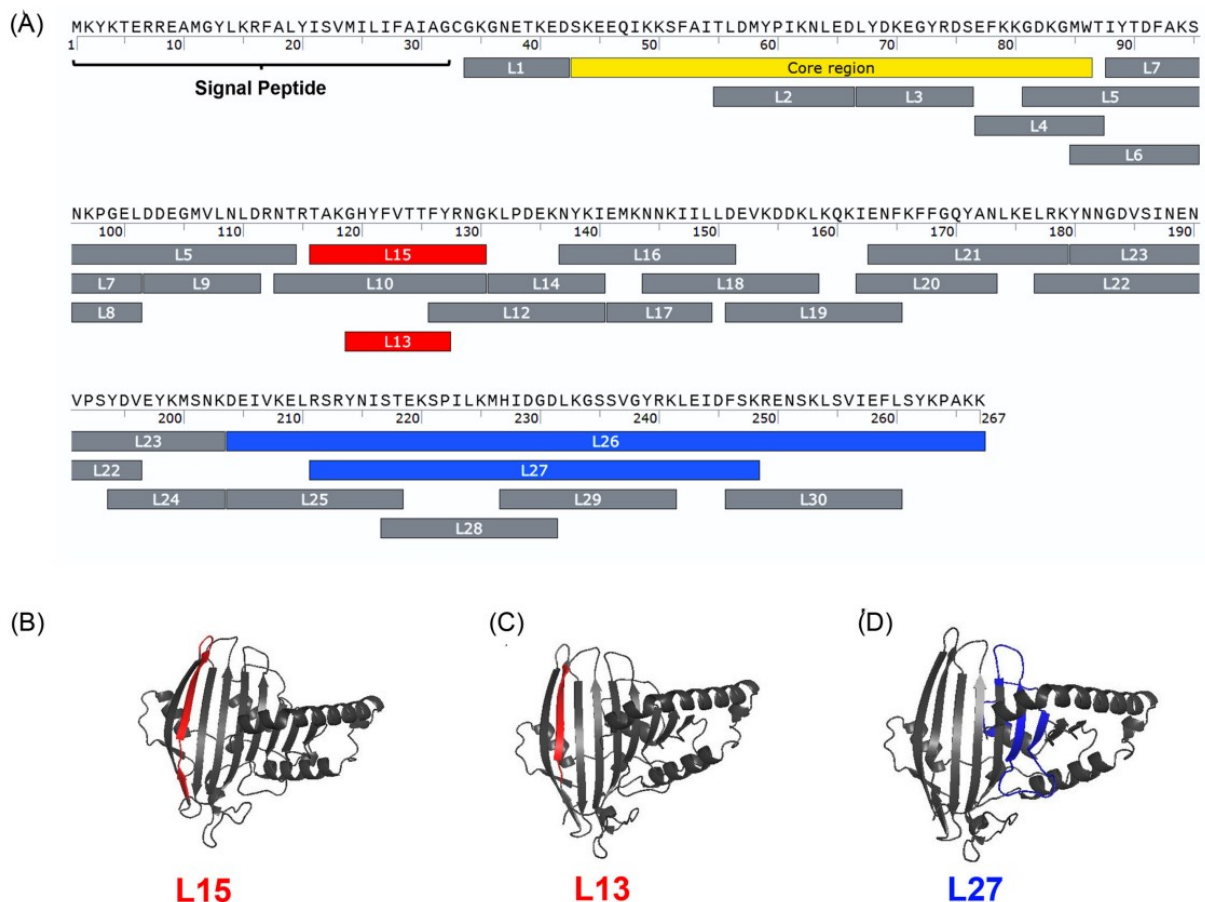 (A)
MKYKTERREAMGYLKRFALYISVMILIFAIAGCGKGNETKEDSKEEQIKKSFAITLDMYPIKNLEDLYDKEGYRDSEFKKGDKGMWTIYTDFAKS
1 10 20 30 40 50 60 70 80 90
L1 Core region L7
Signal Peptide
L2 L3 L5
L4
L6
NKPGELDDEGMVLNLDRNTRTAKGHYFVTTFYRNGKLPDEKNYKIEMKNNKIILLDEVKDDKLKQKIENFKFFGQYANLKELRKYNNGDVSINEN
100 110 120 130 140 150 160 170 180 190
L5 L15 L16 L21 L23
L7 L9 L10 L14 L18 L20 L22
L8 L12 L17 L19
L13
VPSYDVEYKMSNKDEIVKELRSRYNISTEKSPILKMHIDGDLKGSSVGYRKLEIDFSKRENSKLSVIEFLSYKPAKK
200 210 220 230 240 250 260 267
L23 L26
L22 L27
L24 L25 L29 L30
L28
(B) (C) (D)
L15 L13 L27